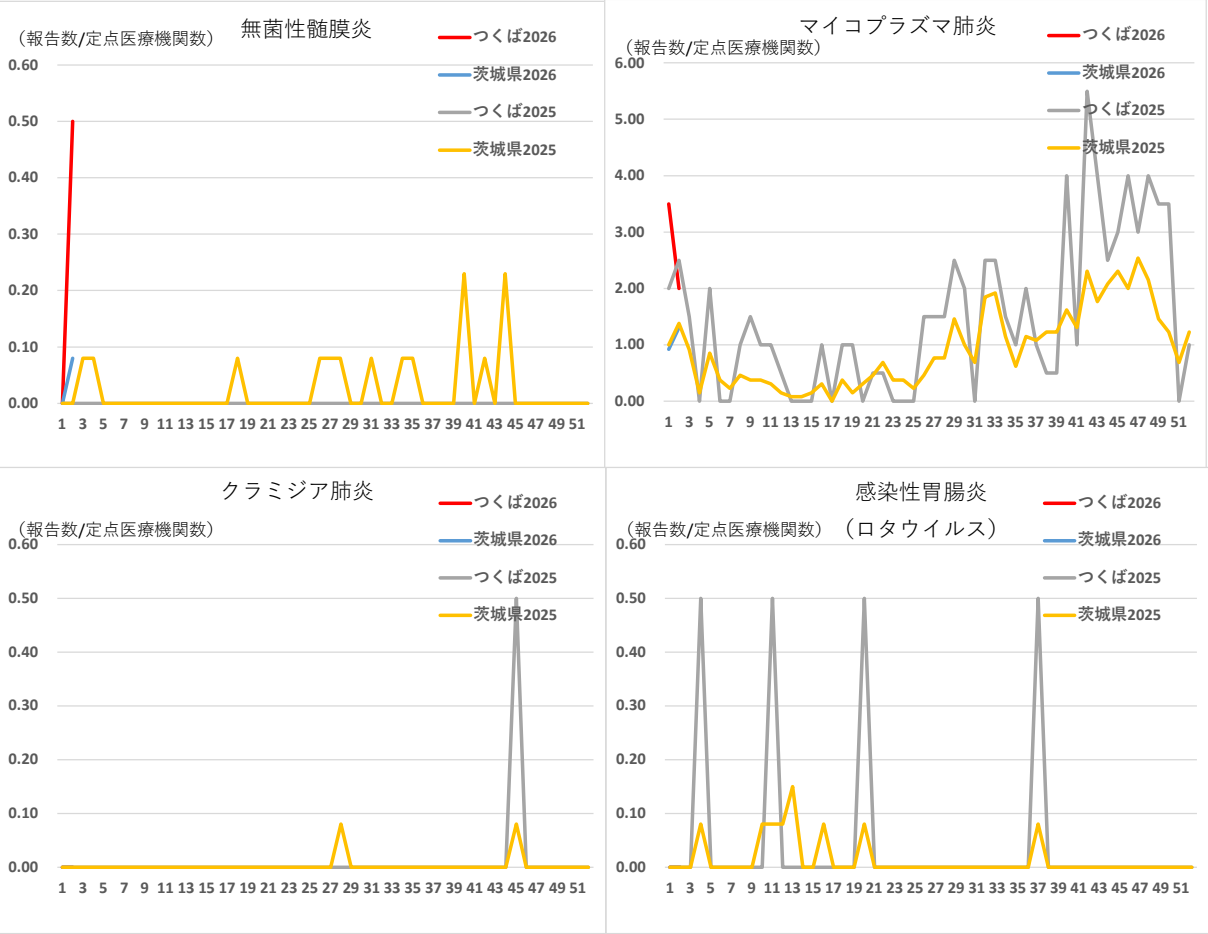 無菌性髄膜炎
（報告数/定点医療機関数）
つくば2026
茨城県2026
つくば2025
茨城県2025
0.60
0.50
0.40
0.30
0.20
0.10
0.00
1 3 5 7 9 11 13 15 17 19 21 23 25 27 29 31 33 35 37 39 41 43 45 47 49 51
マイコプラズマ肺炎
（報告数/定点医療機関数）
つくば2026
茨城県2026
つくば2025
茨城県2025
6.00
5.00
4.00
3.00
2.00
1.00
0.00
1 3 5 7 9 11 13 15 17 19 21 23 25 27 29 31 33 35 37 39 41 43 45 47 49 51
クラミジア肺炎
（報告数/定点医療機関数）
つくば2026
茨城県2026
つくば2025
茨城県2025
0.60
0.50
0.40
0.30
0.20
0.10
0.00
1 3 5 7 9 11 13 15 17 19 21 23 25 27 29 31 33 35 37 39 41 43 45 47 49 51
感染性胃腸炎
（ロタウイルス）
（報告数/定点医療機関数）
つくば2026
茨城県2026
つくば2025
茨城県2025
0.60
0.50
0.40
0.30
0.20
0.10
0.00
1 3 5 7 9 11 13 15 17 19 21 23 25 27 29 31 33 35 37 39 41 43 45 47 49 51